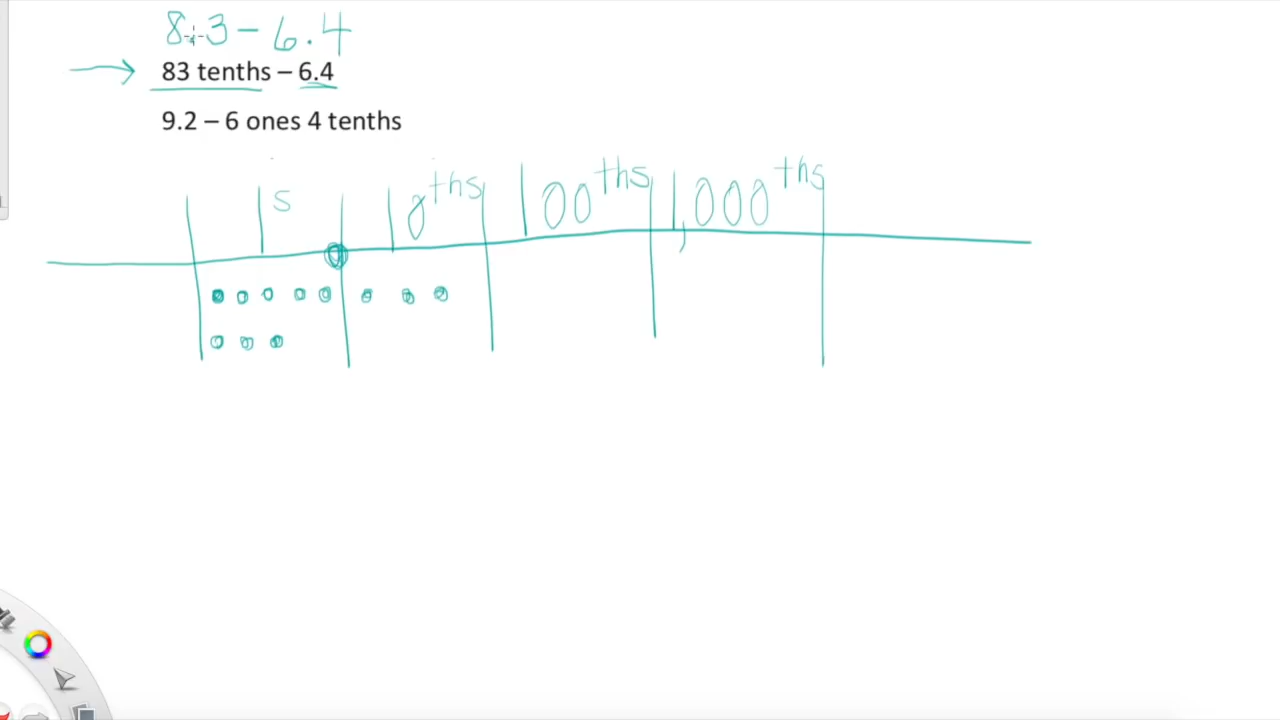 8.3 – 6.4
83 tenths – 6.4
9.2 – 6 ones 4 tenths
1s 10ths 100ths 1,000ths